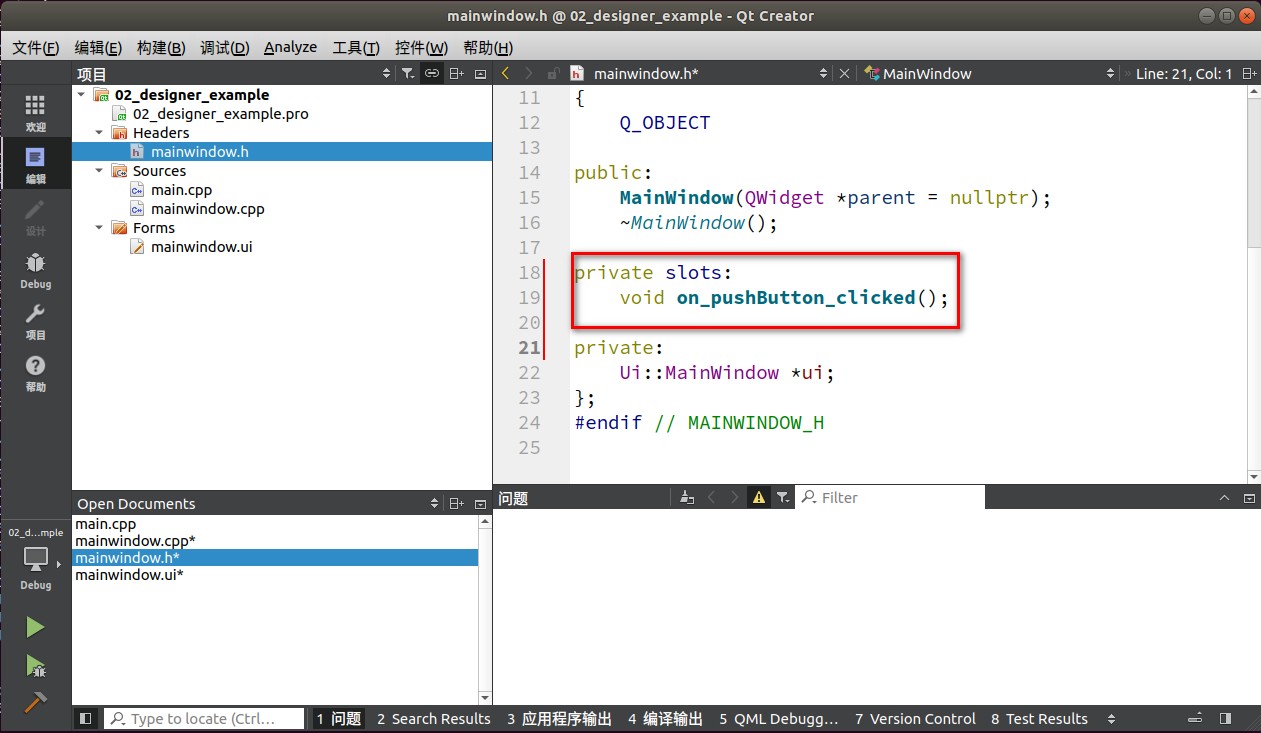 mainwindow.h @ 02_designer_example - Qt Creator
文件(F) 编辑(E) 构建(B) 调试(D) Analyze 工具(T) 控件(W) 帮助(H)
项目
mainwindow.h* MainWindow Line: 21, Col: 1
欢迎
编辑
设计
Debug
项目
帮助
02_designer_example
02_designer_example.pro
Headers
mainwindow.h
Sources
main.cpp
mainwindow.cpp
Forms
mainwindow.ui
11 {
12 Q_OBJECT
13
14 public:
15 MainWindow(QWidget *parent = nullptr);
16 ~MainWindow();
17
18 private slots:
19 void on_pushButton_clicked();
20
21 private:
22 Ui::MainWindow *ui;
23 };
24 #endif // MAINWINDOW_H
25
Open Documents
main.cpp
mainwindow.cpp*
mainwindow.h*
mainwindow.ui*
问题 Filter
02_d...mple
Debug
Type to locate (Ctrl... 1 问题 2 Search Results 3 应用程序输出 4 编译输出 5 QML Debugg... 7 Version Control 8 Test Results